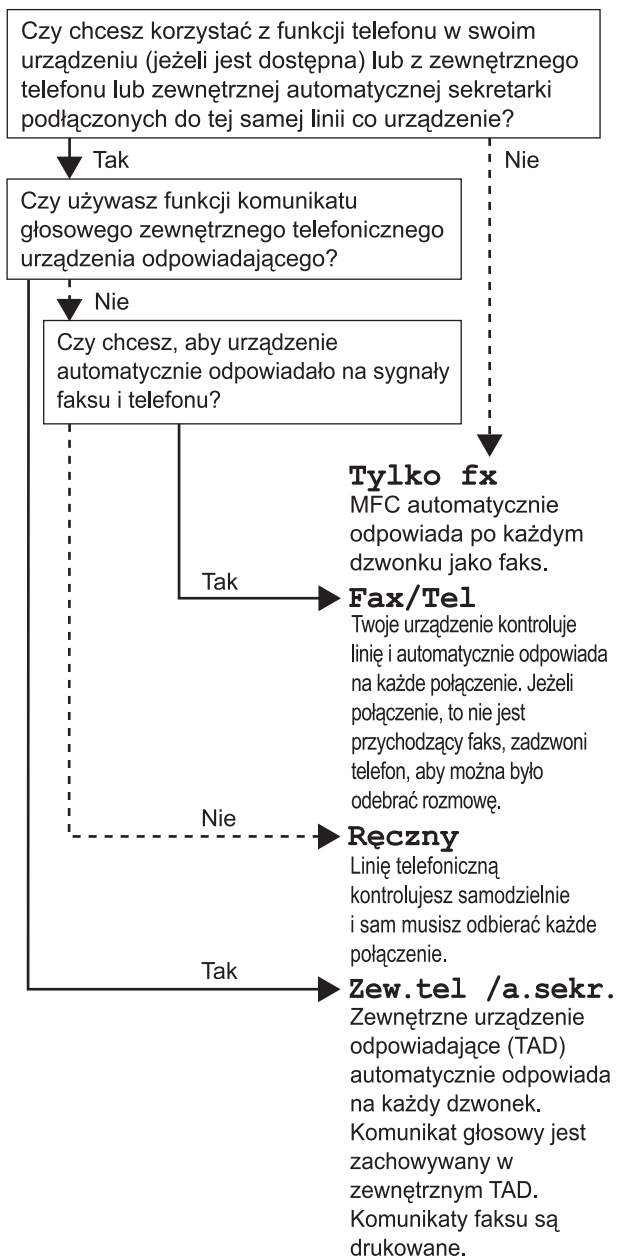 Czy chcesz korzystać z funkcji telefonu w swoim
urządzeniu (jeżeli jest dostępna) lub z zewnętrznego
telefonu lub zewnętrznej automatycznej sekretarki
podłączonych do tej samej linii co urządzenie?
Tak
Nie
Czy używasz funkcji komunikatu
głosowego zewnętrznego telefonicznego
urządzenia odpowiadającego?
Nie
Czy chcesz, aby urządzenie
automatycznie odpowiadało na sygnały
faksu i telefonu?
Tylko fx
MFC automatycznie
odpowiada po każdym
dzwonku jako faks.
Tak
Fax/Tel
Twoje urządzenie kontroluje
linię i automatycznie odpowiada
na każde połączenie. Jeżeli
połączenie, to nie jest
przychodzący faks, zadzwoni
telefon, aby można było
odebrać rozmowę.
Nie
Ręczny
Linię telefoniczną
kontrolujesz samodzielnie
i sam musisz odbierać każde
połączenie.
Tak
Zew.tel /a.sekr.
Zewnętrzne urządzenie
odpowiadające (TAD)
automatycznie odpowiada
na każdy dzwonek.
Komunikat głosowy jest
zachowywany w
zewnętrznym TAD.
Komunikaty faksu są
drukowane.